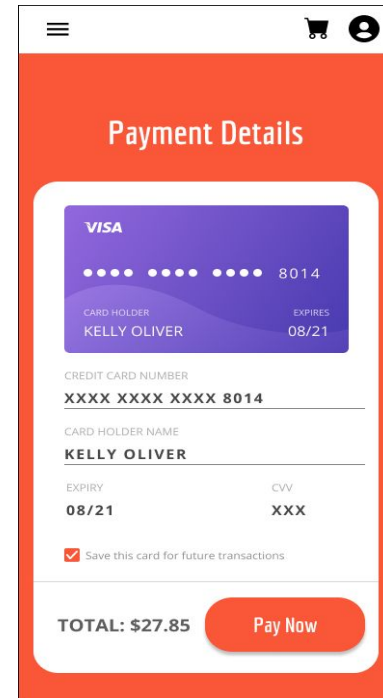 Payment Details
VISA
•••• •••• •••• 8014
CARD HOLDER EXPIRES
KELLY OLIVER 08/21
CREDIT CARD NUMBER
XXXX XXXX XXXX 8014
CARD HOLDER NAME
KELLY OLIVER
EXPIRY CVV
08/21 XXX
Save this card for future transactions
TOTAL: $27.85 Pay Now